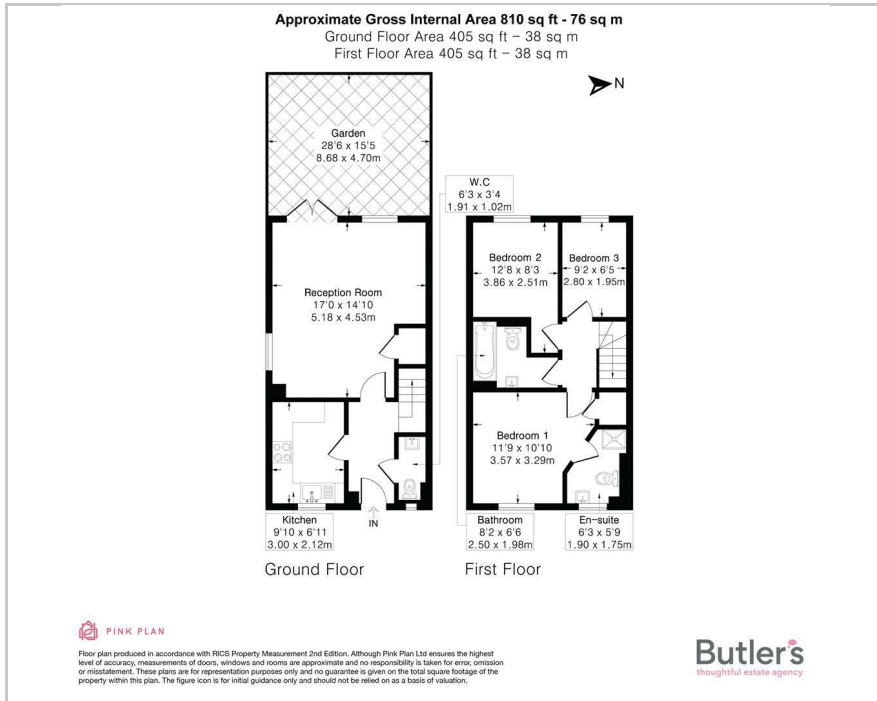 Approximate Gross Internal Area 810 sq ft - 76 sq m
Ground Floor Area 405 sq ft – 38 sq m
First Floor Area 405 sq ft – 38 sq m
N
Garden
28'6 x 15'5
8.68 x 4.70m
W.C
6'3 x 3'4
1.91 x 1.02m
Reception Room
17'0 x 14'10
5.18 x 4.53m
Bedroom 2
12'8 x 8'3
3.86 x 2.51m
Bedroom 3
9'2 x 6'5
2.80 x 1.95m
Bedroom 1
11'9 x 10'10
3.57 x 3.29m
Kitchen
9'10 x 6'11
3.00 x 2.12m
IN
Bathroom
8'2 x 6'6
2.50 x 1.98m
En-suite
6'3 x 5'9
1.90 x 1.75m
Ground Floor
First Floor
PINK PLAN
Floor plan produced in accordance with RICS Property Measurement 2nd Edition. Although Pink Plan Ltd ensures the highest
level of accuracy, measurements of doors, windows and rooms are approximate and no responsibility is taken for error, omission
or misstatement. These plans are for representation purposes only and no guarantee is given on the total square footage of the
property within this plan. The figure icon is for initial guidance only and should not be relied on as a basis of valuation.
Butler's
thoughtful estate agency